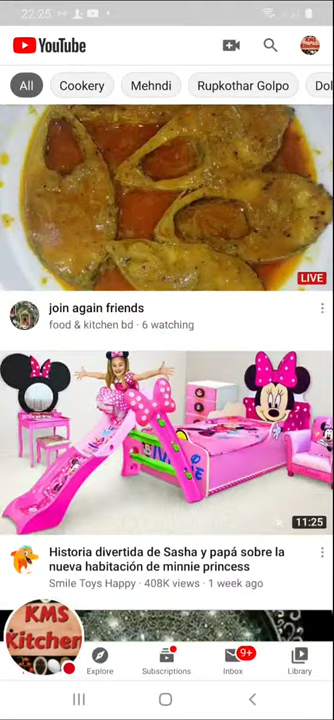 22:25
YouTube
All Cookery Mehndi Rupkothar Golpo Dol
LIVE
join again friends
food & kitchen bd · 6 watching
11:25
Historia divertida de Sasha y papá sobre la
nueva habitación de minnie princess
Smile Toys Happy · 408K views · 1 week ago
KMS
Kitcher
9+
Explore Subscriptions Inbox Library